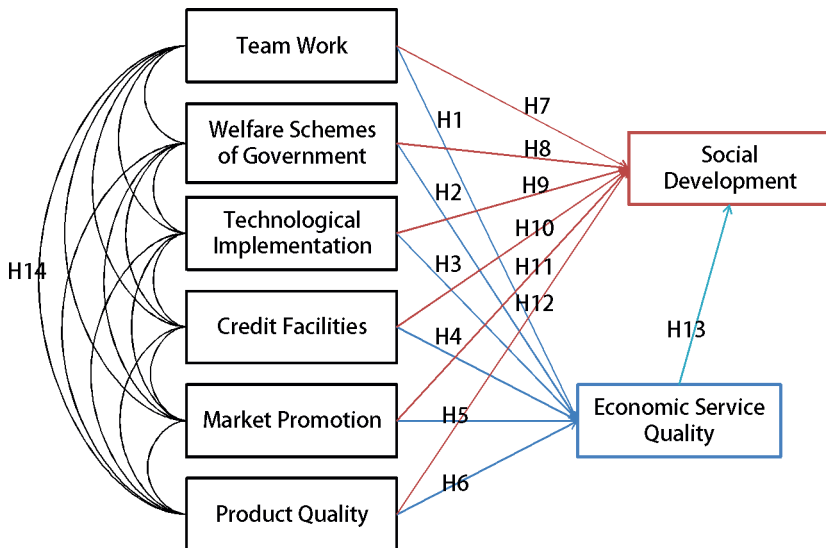 Team Work
Welfare Schemes
of Government
Technological
Implementation
Credit Facilities
Market Promotion
Product Quality
H14
H1
H2
H3
H4
H5
H6
H7
H8
H9
H10
H11
H12
H13
Social
Development
Economic Service
Quality